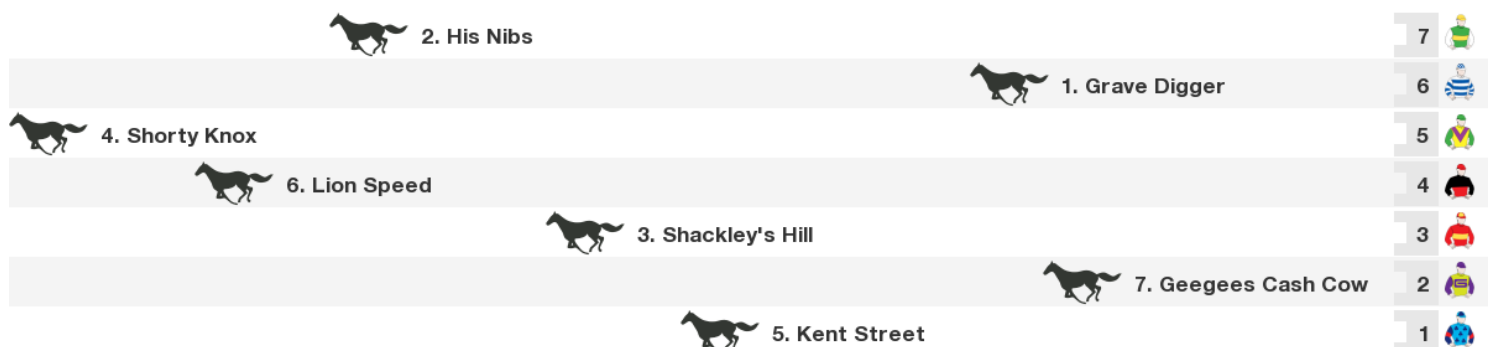 2. His Nibs 7
1. Grave Digger 6
4. Shorty Knox 5
6. Lion Speed 4
3. Shackley's Hill 3
7. Geegees Cash Cow 2 G
5. Kent Street 1